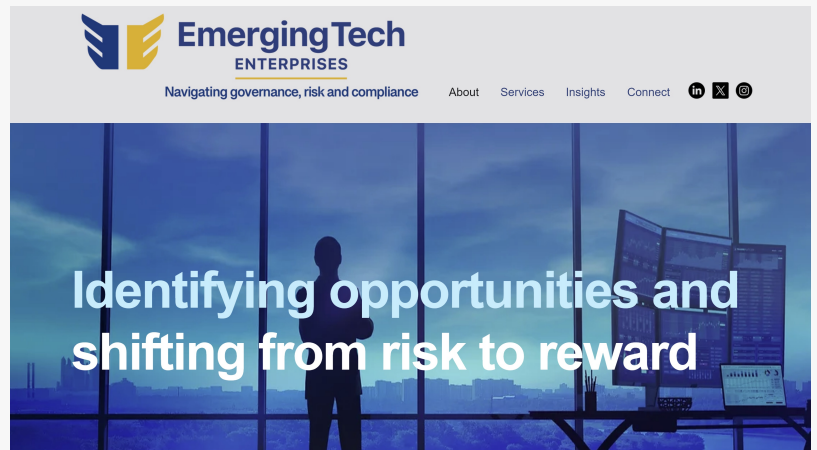 EmergingTech
ENTERPRISES
Navigating governance, risk and compliance
About Services Insights Connect
in X
Identifying opportunities and
shifting from risk to reward